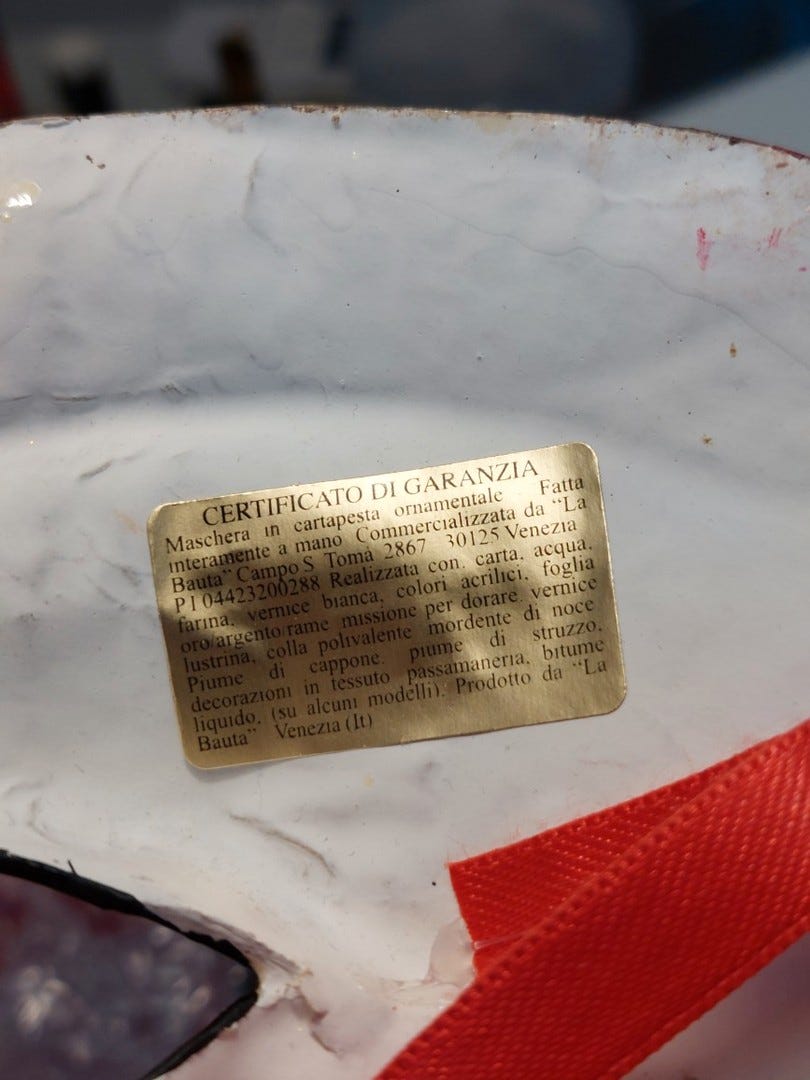 CERTIFICATO DI GARANZIA
Maschera in cartapesta ornamentale Fatta
interamente a mano Commercializzata da “La
Bauta” Campo S Tomà 2867 30125 Venezia
P I 04423200288 Realizzata con, carta, acqua,
farina, vernice bianca, colori acrilici, foglia
oro/argento/rame missione per dorare, vernice
lustrina, colla polivalente mordente di noce
Piume di cappone, piume di struzzo,
decorazioni in tessuto passamaneria, bitume
liquido, (su alcuni modelli). Prodotto da “La
Bauta” Venezia (It)